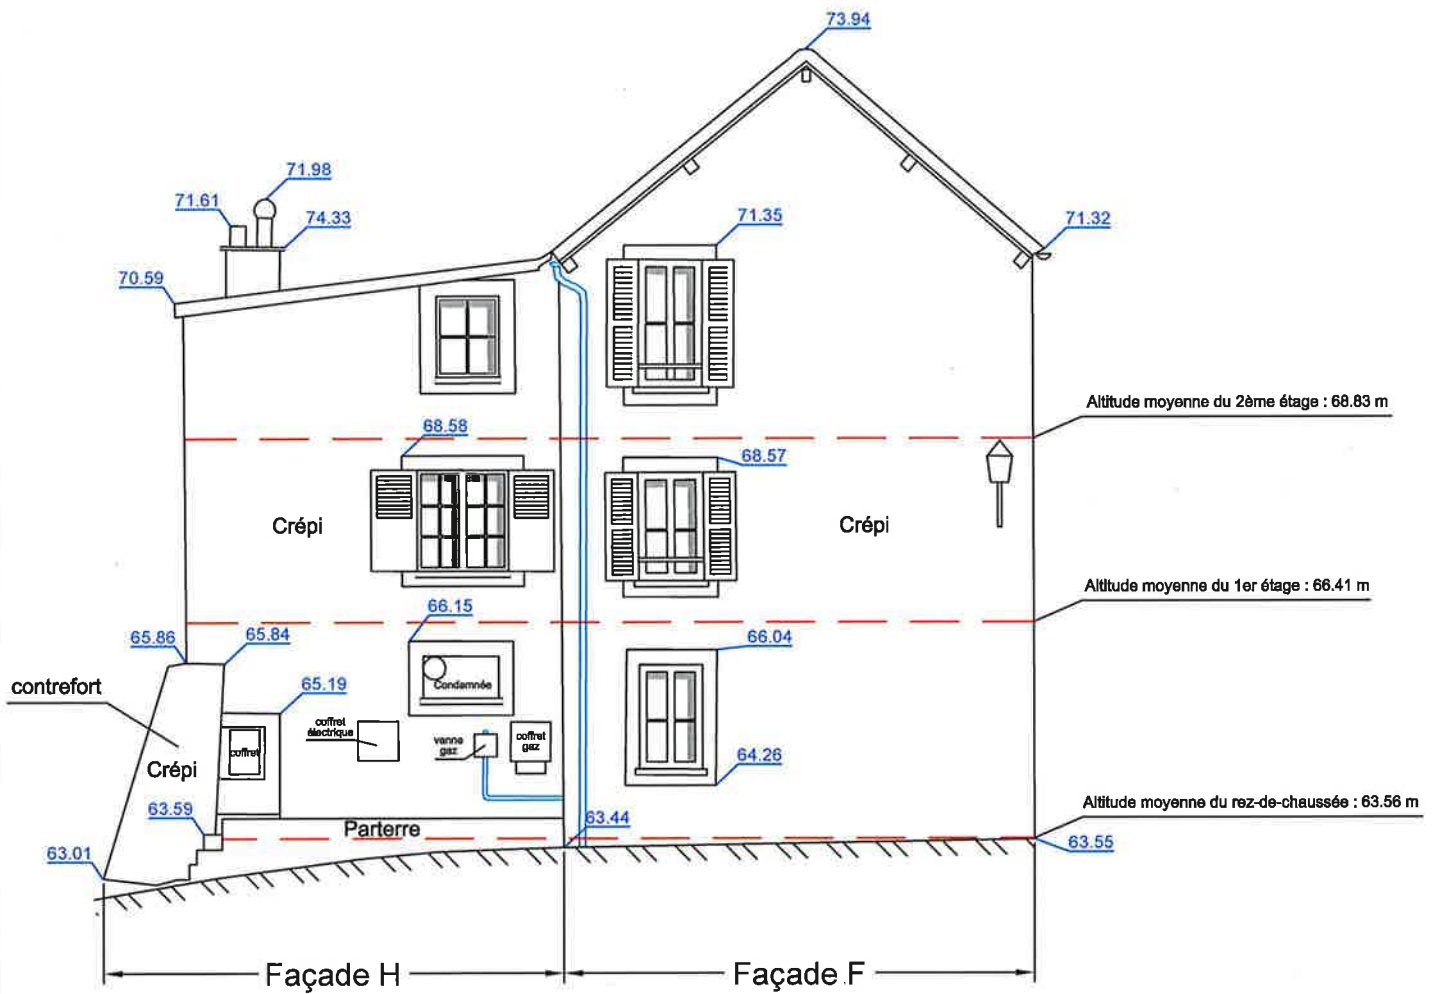 73.94
71.98
71.61
74.33
71.35
71.32
70.59
Altitude moyenne du 2ème étage : 68.83 m
68.58
68.57
Crépi
Crépi
Altitude moyenne du 1er étage : 66.41 m
66.15
65.86
65.84
66.04
contrefort
65.19
Condamnée
coffret
électrique
vanne
gaz
coffret
gaz
coffret
64.26
Crépi
63.59
Parterre
63.44
Altitude moyenne du rez-de-chaussée : 63.56 m
63.55
63.01
Façade H
Façade F